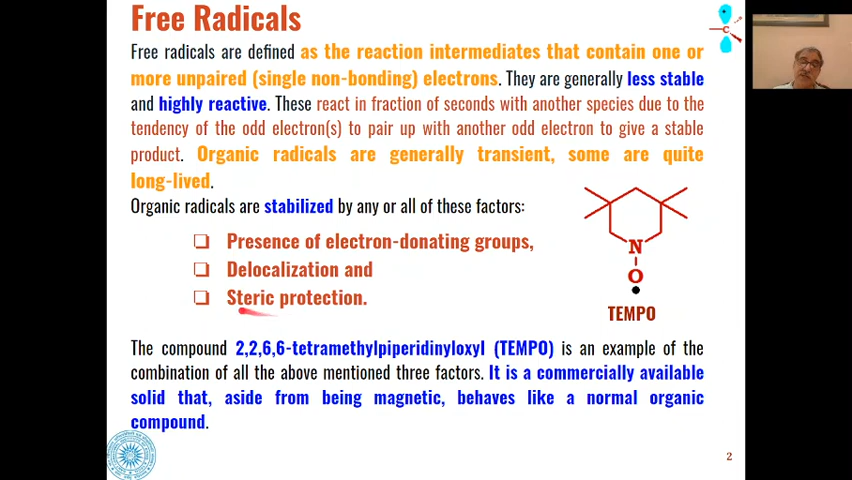 Free Radicals
Free radicals are defined as the reaction intermediates that contain one or
more unpaired (single non-bonding) electrons. They are generally less stable
and highly reactive. These react in fraction of seconds with another species due to the
tendency of the odd electron(s) to pair up with another odd electron to give a stable
product. Organic radicals are generally transient, some are quite
long-lived.
Organic radicals are stabilized by any or all of these factors:
❑ Presence of electron-donating groups,
❑ Delocalization and
❑ Steric protection.
C
N
O
TEMPO
The compound 2,2,6,6-tetramethylpiperidinyloxyl (TEMPO) is an example of the
combination of all the above mentioned three factors. It is a commercially available
solid that, aside from being magnetic, behaves like a normal organic
compound.
2